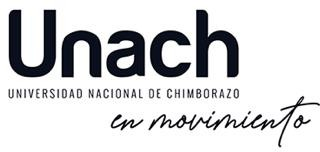 Unach
UNIVERSIDAD NACIONAL DE CHIMBORAZO
en movimiento